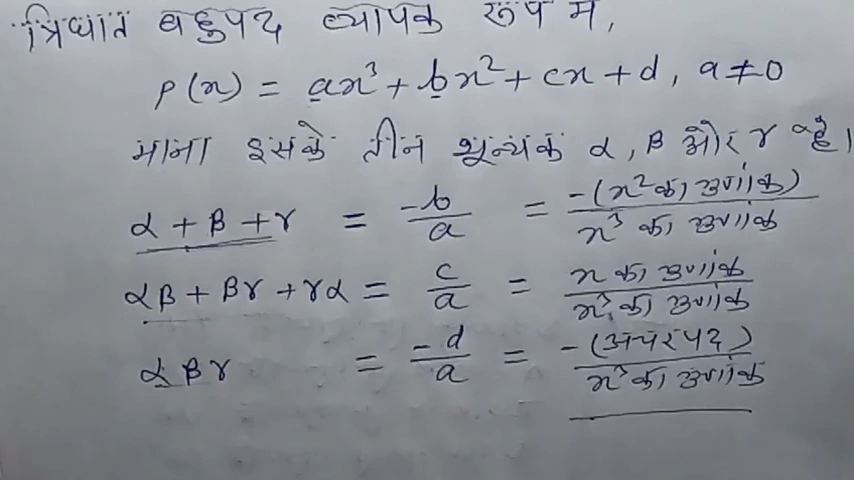 त्रिघात बहुपद व्यापक रूप में,
p(x) = ax³ + bx² + cx + d, a ≠ 0
माना इसके तीन शून्यक α, β और γ है।
α + β + γ = -b/a = -(x² का गुणांक)/x³ का गुणांक
αβ + βγ + γα = c/a = x का गुणांक/x³ का गुणांक
αβγ = -d/a = -(अचर पद)/x³ का गुणांक